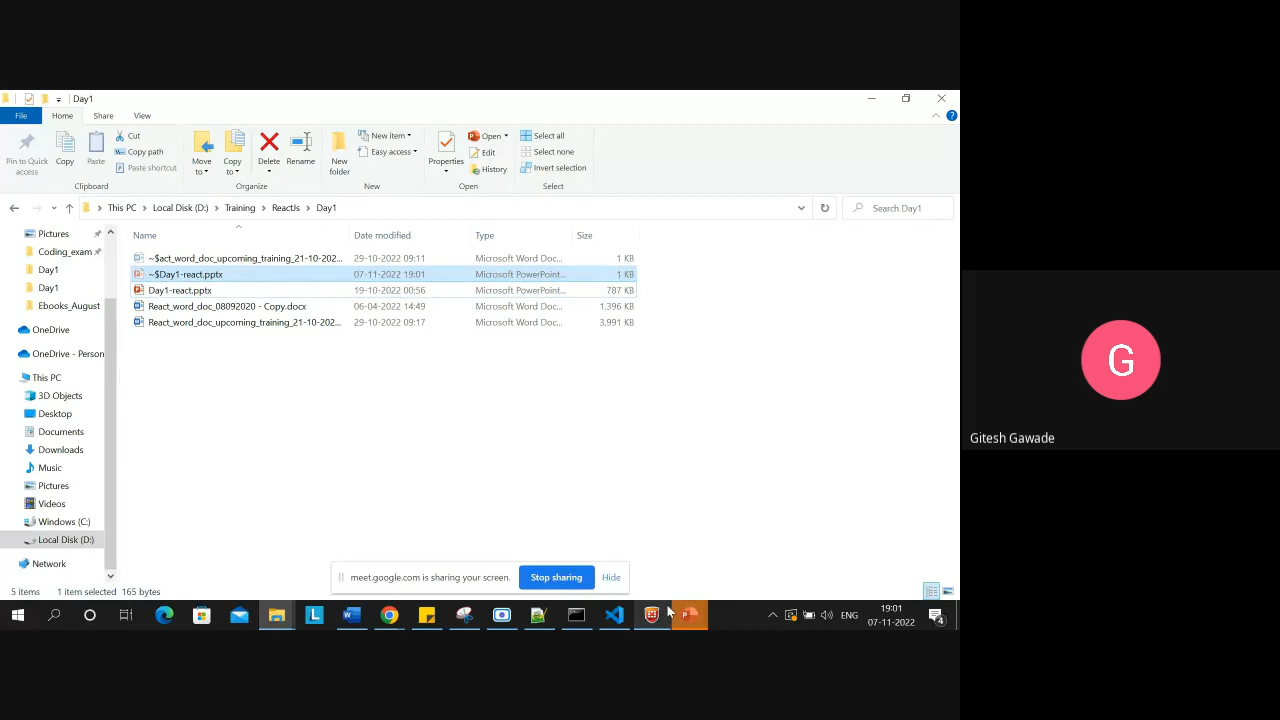 Day1
File Home Share View
Pin to Quick access
Copy
Paste
Cut
Copy path
Paste shortcut
Clipboard
Move to
Copy to
Delete
Rename
Organize
New folder
New item
Easy access
New
Properties
Open
Edit
History
Open
Select all
Select none
Invert selection
Select
This PC Local Disk (D:) Training ReactJs Day1
Search Day1
Pictures
Coding_exam
Day1
Day1
Ebooks_August
OneDrive
OneDrive - Person
This PC
3D Objects
Desktop
Documents
Downloads
Music
Pictures
Videos
Windows (C:)
Local Disk (D:)
Network
Name Date modified Type Size
~$act_word_doc_upcoming_training_21-10-202... 29-10-2022 09:11 Microsoft Word Doc... 1 KB
~$Day1-react.pptx 07-11-2022 19:01 Microsoft PowerPoint... 1 KB
Day1-react.pptx 19-10-2022 00:56 Microsoft PowerPoint... 787 KB
React_word_doc_08092020 - Copy.docx 06-04-2022 14:49 Microsoft Word Doc... 1,396 KB
React_word_doc_upcoming_training_21-10-202... 29-10-2022 09:17 Microsoft Word Doc... 3,991 KB
meet.google.com is sharing your screen. Stop sharing Hide
5 items 1 item selected 165 bytes
L
ENG
19:01
07-11-2022
4
G
Gitesh Gawade